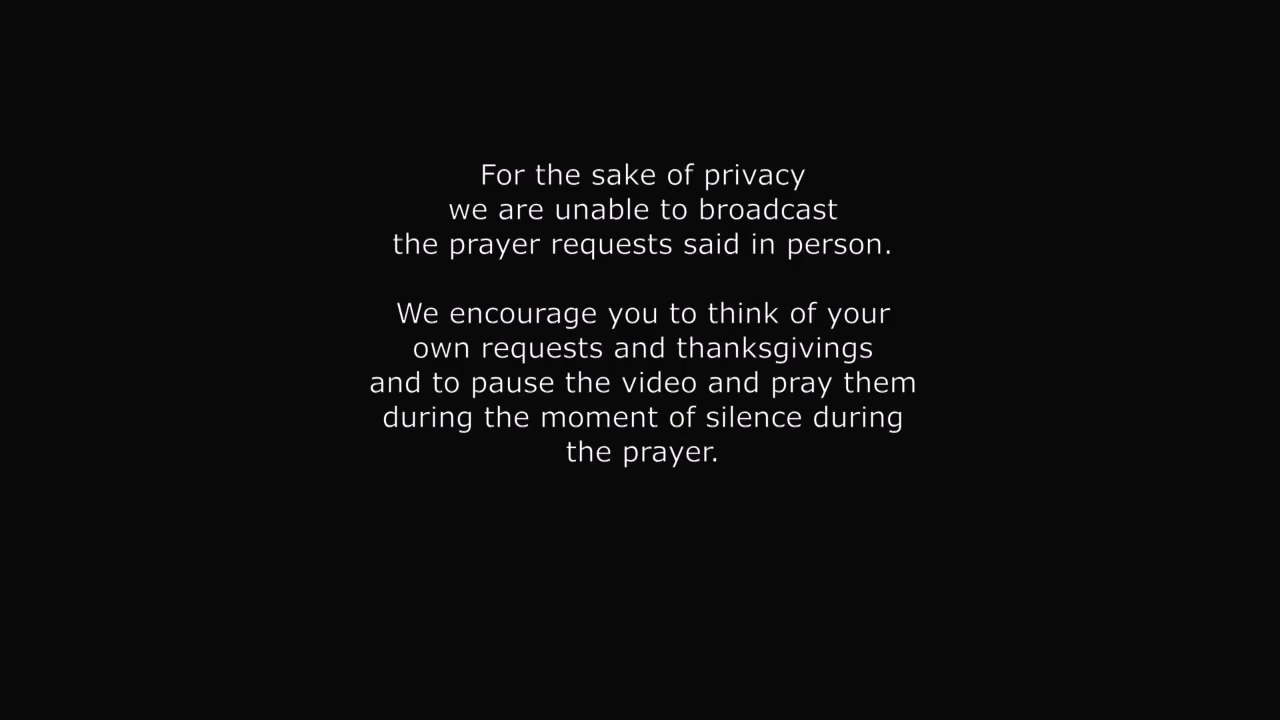 For the sake of privacy
we are unable to broadcast
the prayer requests said in person.
We encourage you to think of your
own requests and thanksgivings
and to pause the video and pray them
during the moment of silence during
the prayer.